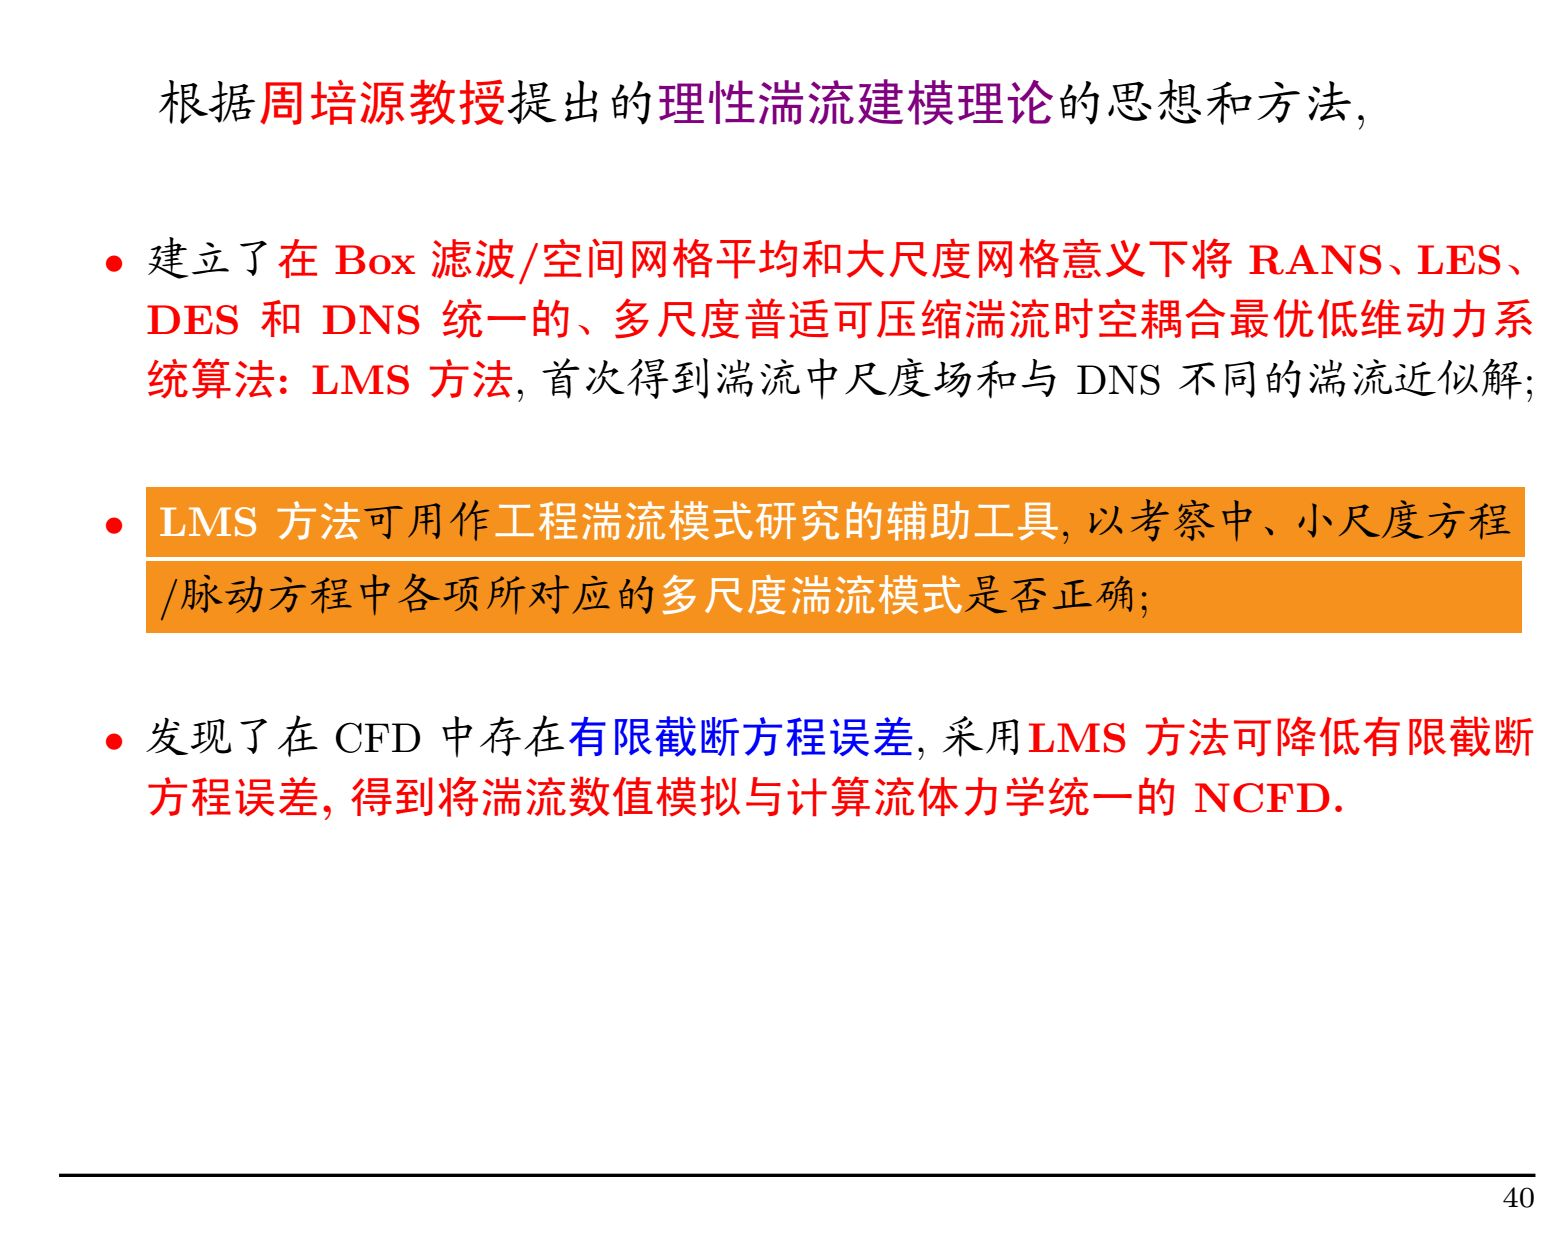 根据周培源教授提出的理性湍流建模理论的思想和方法,
• 建立了在 Box 滤波/空间网格平均和大尺度网格意义下将 RANS、LES、
DES 和 DNS 统一的、多尺度普适可压缩湍流时空耦合最优低维动力系
统算法: LMS 方法, 首次得到湍流中尺度场和与 DNS 不同的湍流近似解;
• LMS 方法可用作工程湍流模式研究的辅助工具, 以考察中、小尺度方程
/脉动方程中各项所对应的多尺度湍流模式是否正确;
• 发现了在 CFD 中存在有限截断方程误差, 采用LMS 方法可降低有限截断
方程误差, 得到将湍流数值模拟与计算流体力学统一的 NCFD.
40